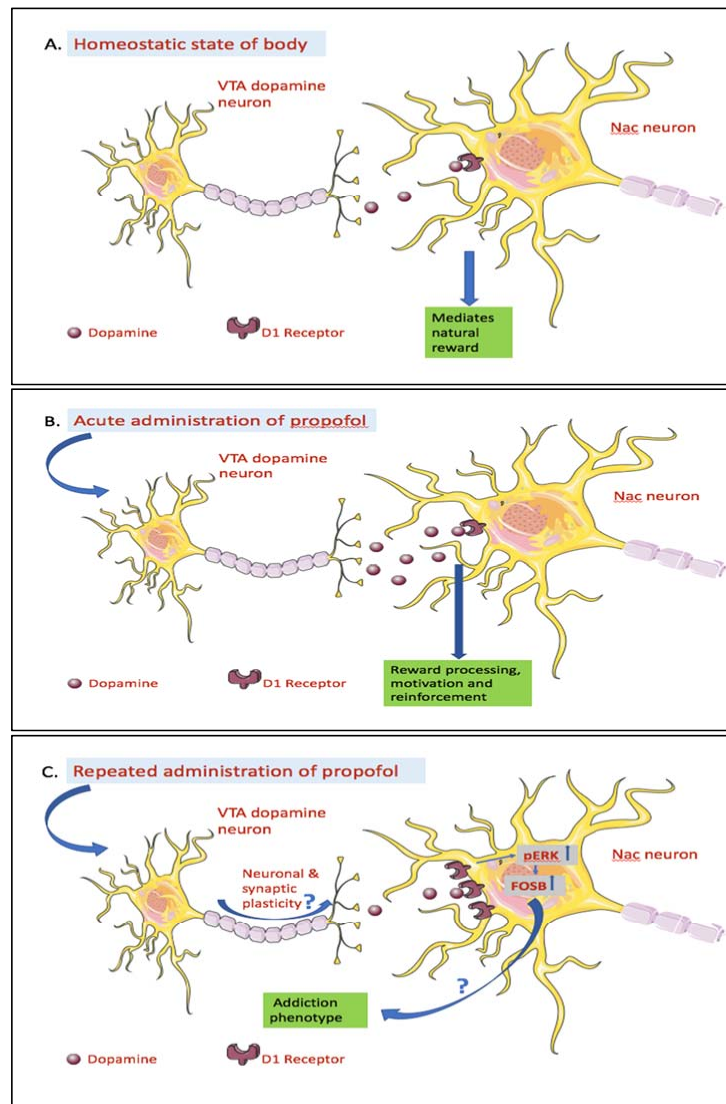 A. Homeostatic state of body
VTA dopamine
neuron
Nac neuron
Mediates
natural
reward
Dopamine
D1 Receptor
B. Acute administration of propofol
VTA dopamine
neuron
Nac neuron
Reward processing,
motivation and
reinforcement
Dopamine
D1 Receptor
C. Repeated administration of propofol
VTA dopamine
neuron
Neuronal &
synaptic
plasticity ?
pERK
FOSB
Nac neuron
?
Addiction
phenotype
Dopamine
D1 Receptor